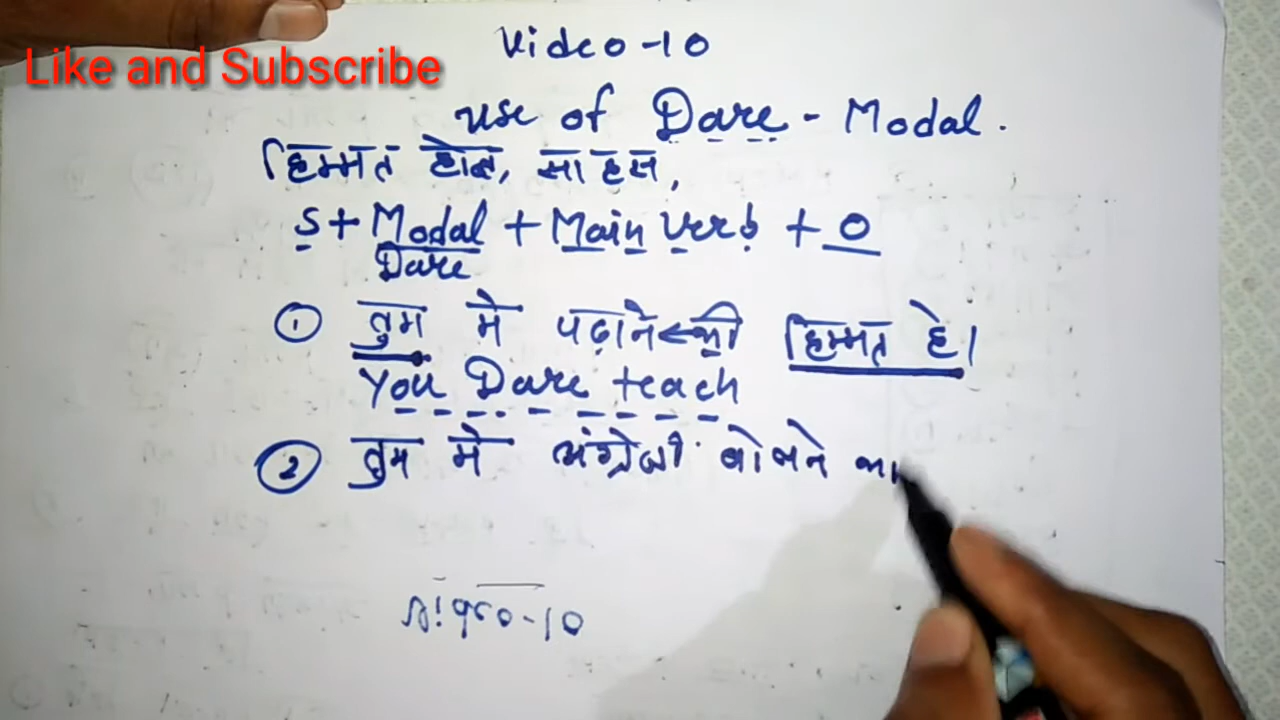 Like and Subscribe
Video-10
use of Dare - Modal.
हिम्मत होना, साहस,
S + Modal + Main Verb + O
Dare
① तुम मे पढ़ाने की हिम्मत है।
You Dare teach
② तुम मे अंग्रेजी बोलने